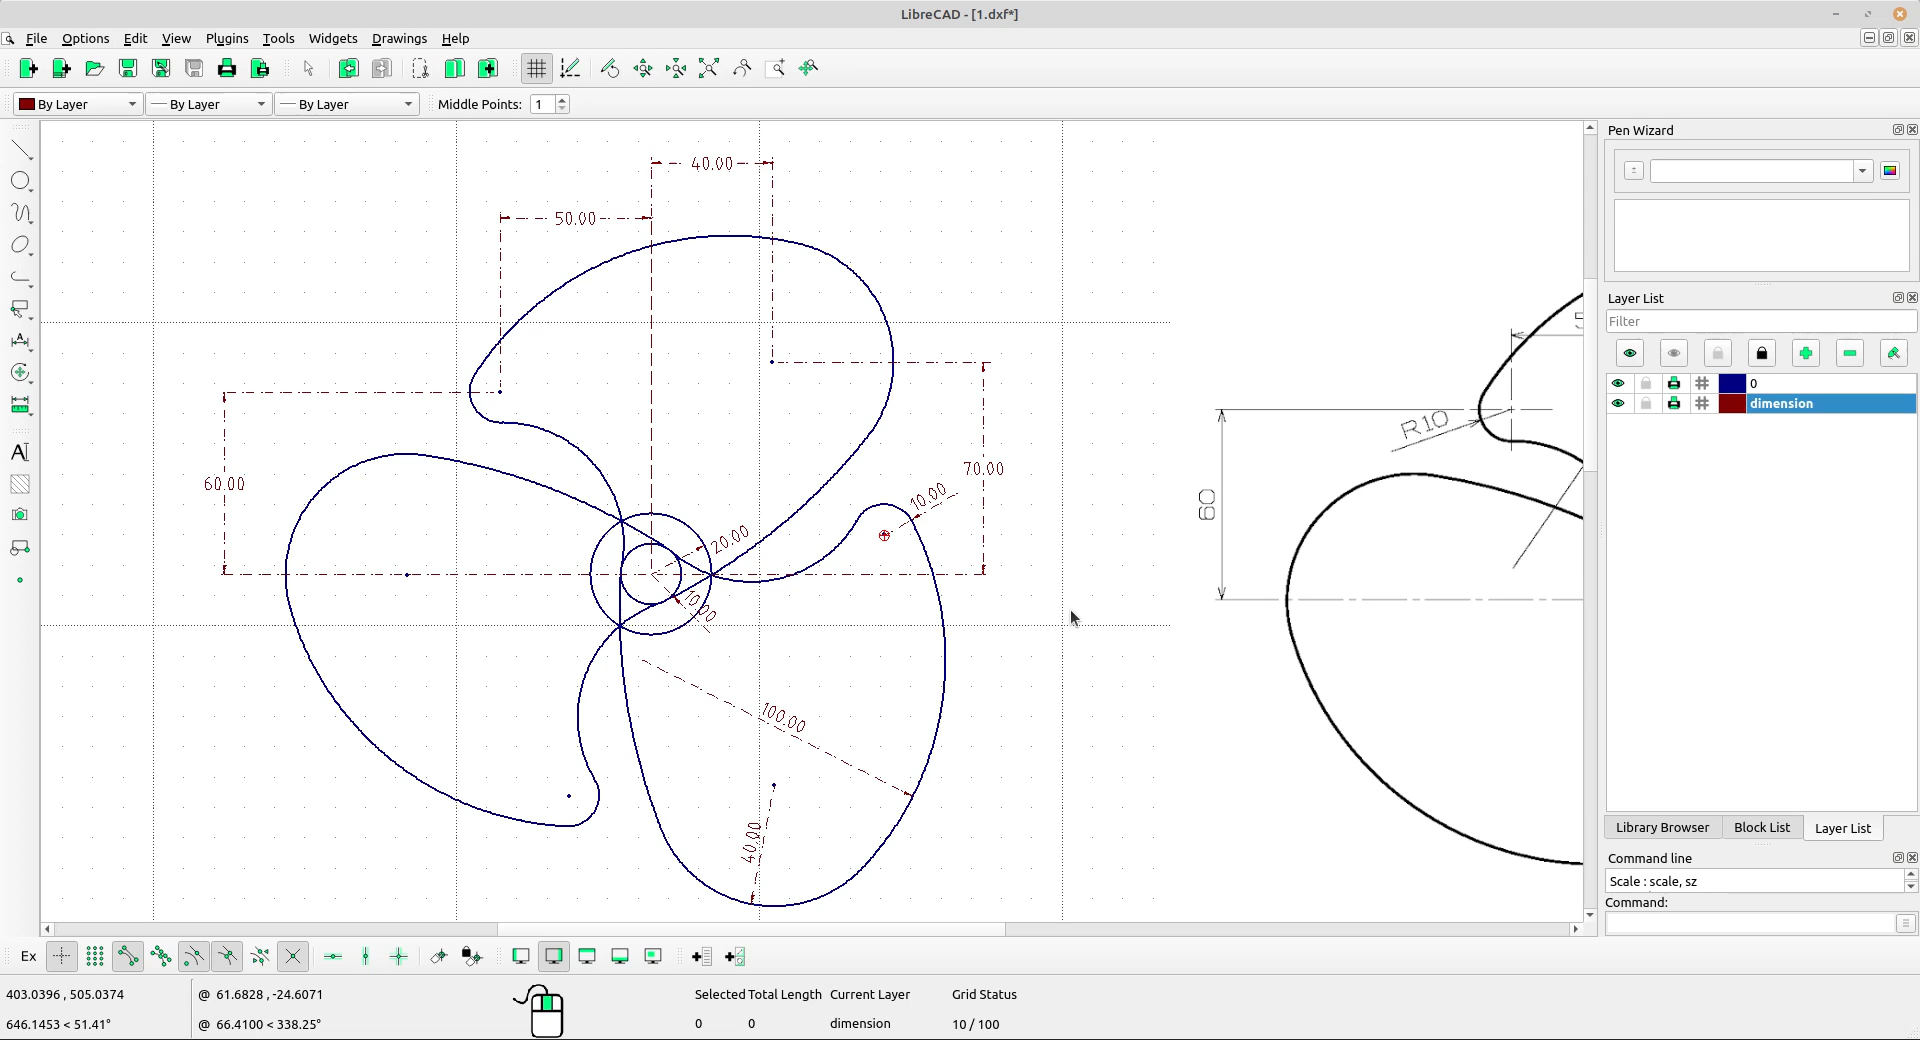 LibreCAD - [1.dxf*]
File Options Edit View Plugins Tools Widgets Drawings Help
By Layer By Layer By Layer Middle Points: 1
Pen Wizard
40.00
50.00
60.00
70.00
10.00
20.00
10.00
100.00
40.00
R10
60
5
Layer List
Filter
0
dimension
Library Browser Block List Layer List
Command line
Scale : scale, sz
Command:
Ex
403.0396 , 505.0374 @ 61.6828 , -24.6071 Selected Total Length Current Layer Grid Status
646.1453 < 51.41° @ 66.4100 < 338.25° 0 0 dimension 10 / 100